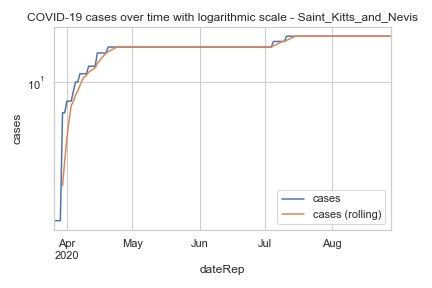 COVID-19 cases over time with logarithmic scale - Saint_Kitts_and_Nevis
10¹
cases
cases
cases (rolling)
Apr May Jun Jul Aug
2020
dateRep